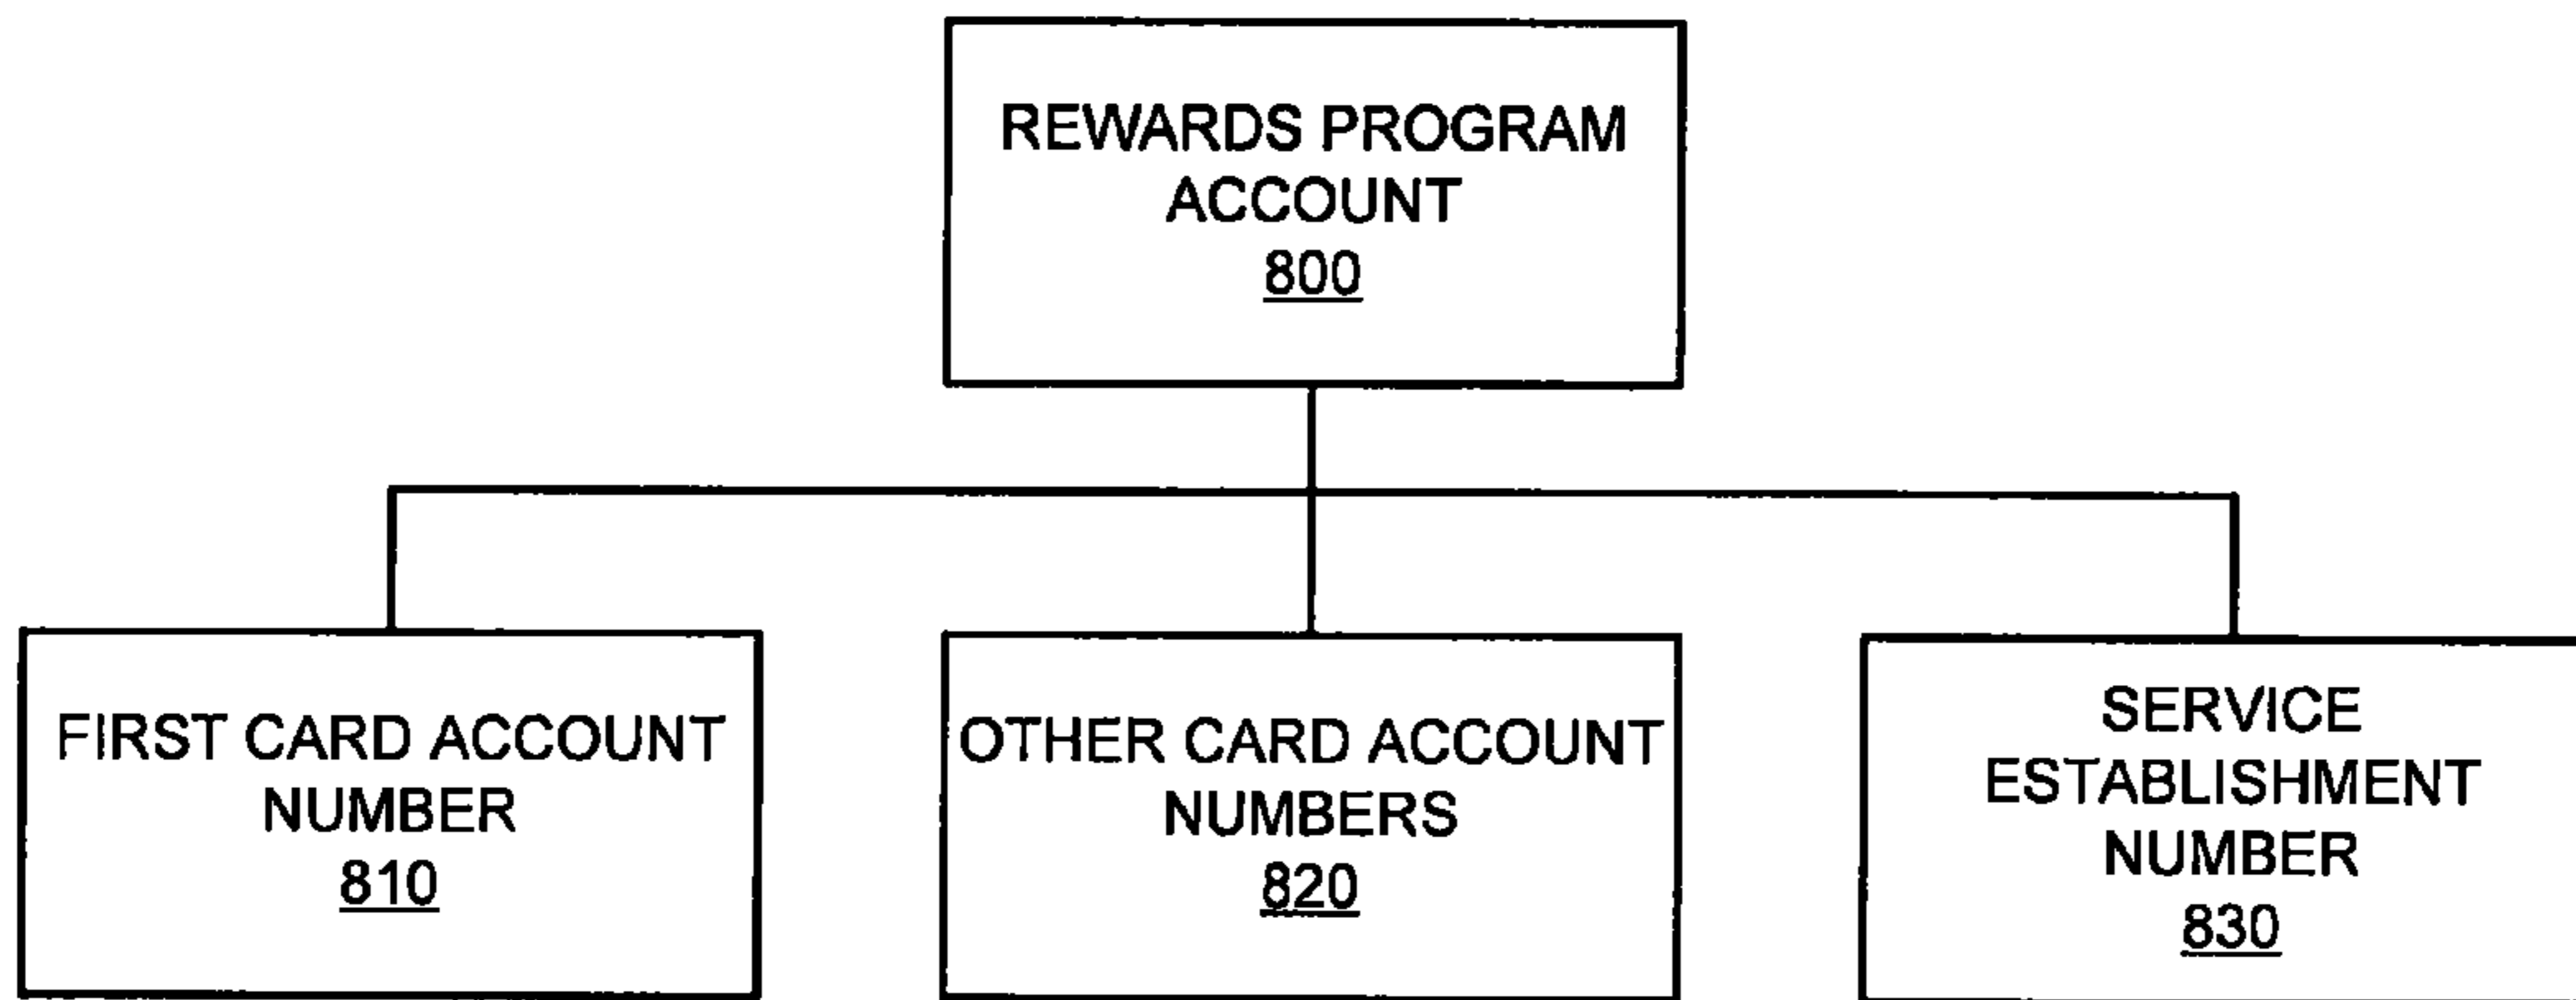 REWARDS PROGRAM
ACCOUNT
800
FIRST CARD ACCOUNT
NUMBER
810
OTHER CARD ACCOUNT
NUMBERS
820
SERVICE
ESTABLISHMENT
NUMBER
830